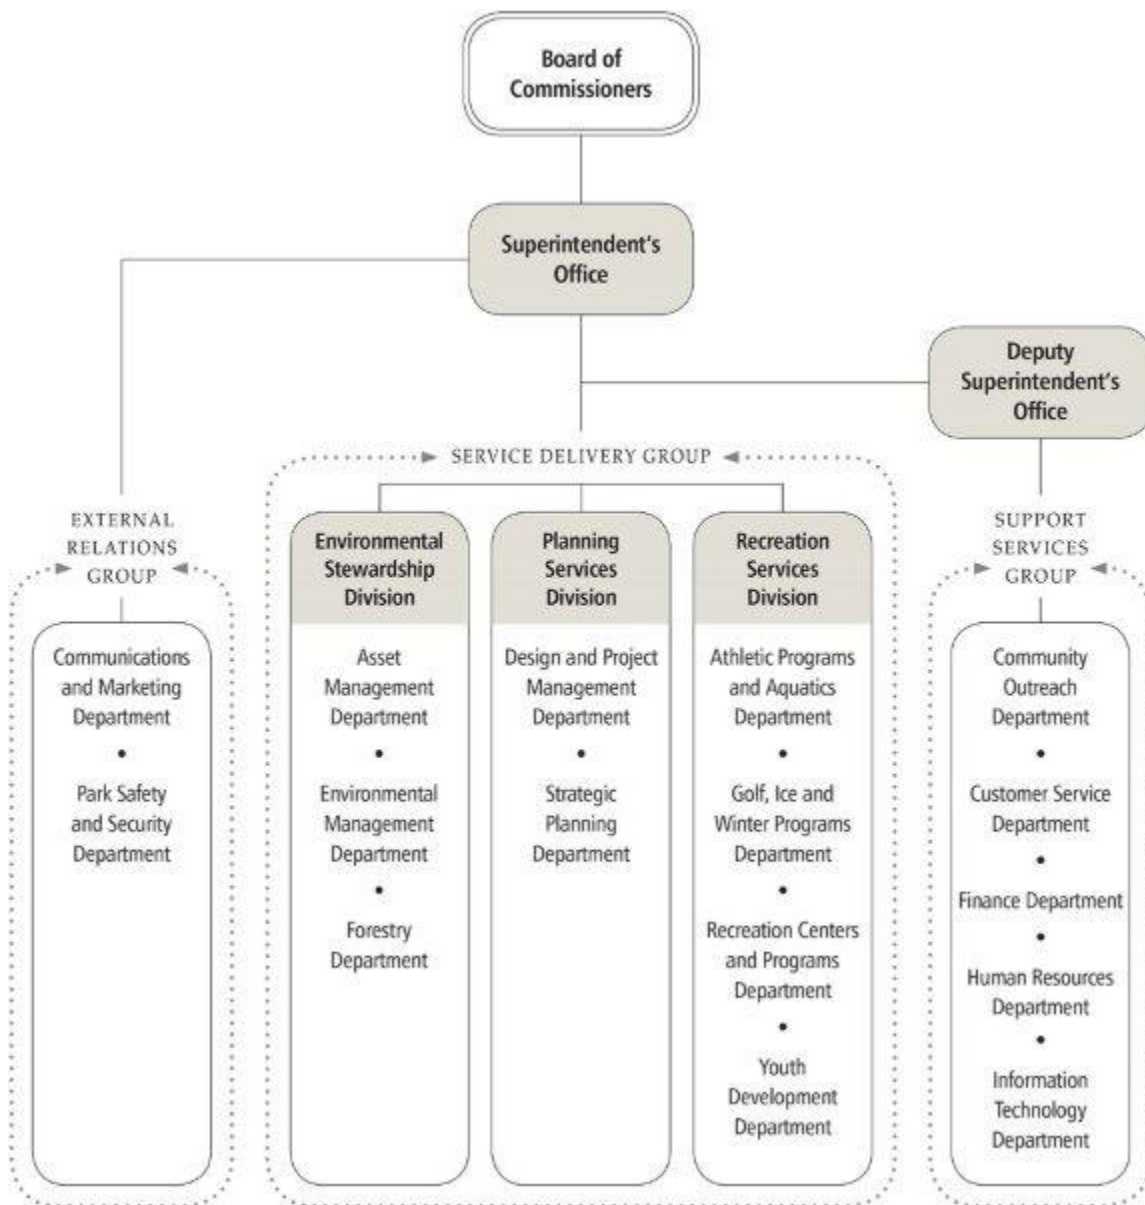 Board of
Commissioners
Superintendent's
Office
Deputy
Superintendent's
Office
EXTERNAL
RELATIONS
GROUP
Communications
and Marketing
Department
•
Park Safety
and Security
Department
SERVICE DELIVERY GROUP
Environmental
Stewardship
Division
Asset
Management
Department
•
Environmental
Management
Department
•
Forestry
Department
Planning
Services
Division
Design and Project
Management
Department
•
Strategic
Planning
Department
Recreation
Services
Division
Athletic Programs
and Aquatics
Department
•
Golf, Ice and
Winter Programs
Department
•
Recreation Centers
and Programs
Department
•
Youth
Development
Department
SUPPORT
SERVICES
GROUP
Community
Outreach
Department
•
Customer Service
Department
•
Finance Department
•
Human Resources
Department
•
Information
Technology
Department